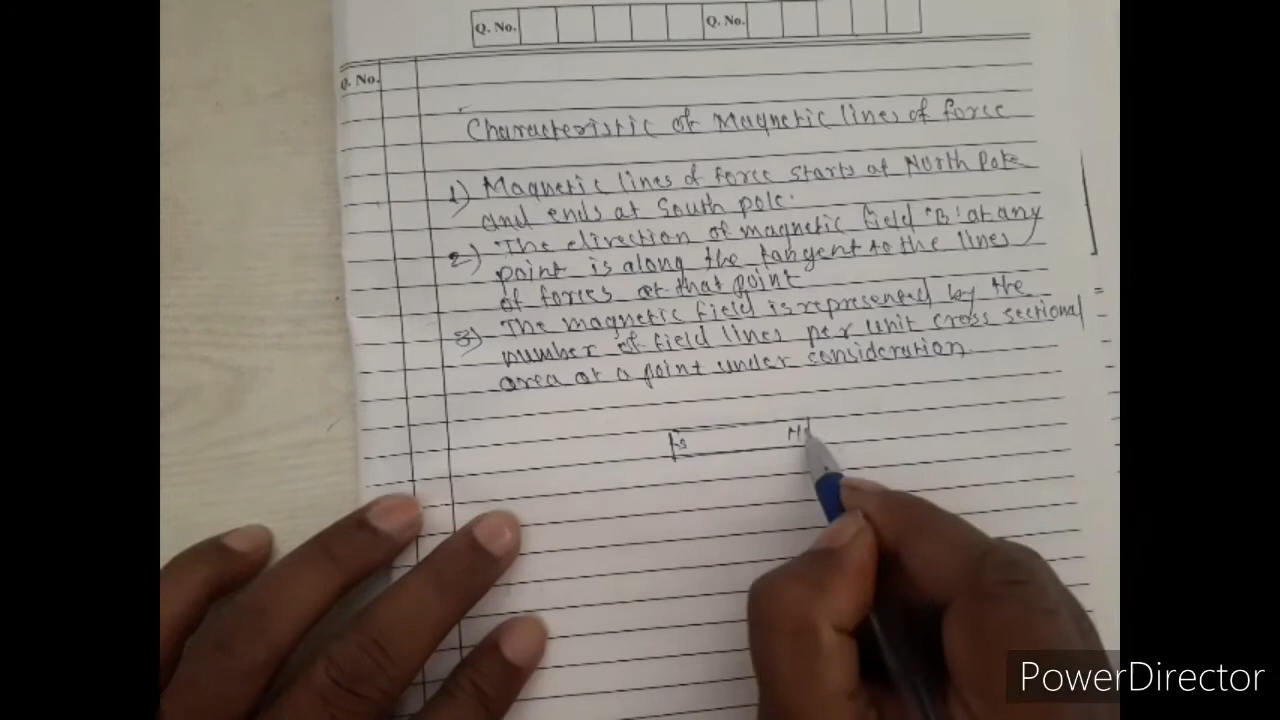 Q. No. Q. No.
Q. No.
Characteristic of Magnetic lines of force
1) Magnetic lines of force starts at North Pole
and ends at South pole.
2) The direction of magnetic field 'B' at any
point is along the tangent to the lines
of forces at that point
3) The magnetic field is represented by the
number of field lines per unit cross sectional
area at a point under consideration.
S N
PowerDirector